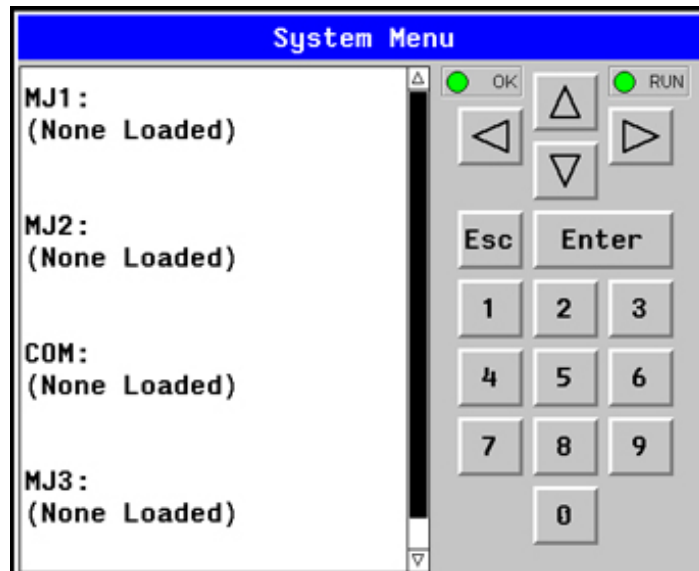 System Menu
MJ1:
(None Loaded)
MJ2:
(None Loaded)
COM:
(None Loaded)
MJ3:
(None Loaded)
OK
RUN
Esc
Enter
1
2
3
4
5
6
7
8
9
0